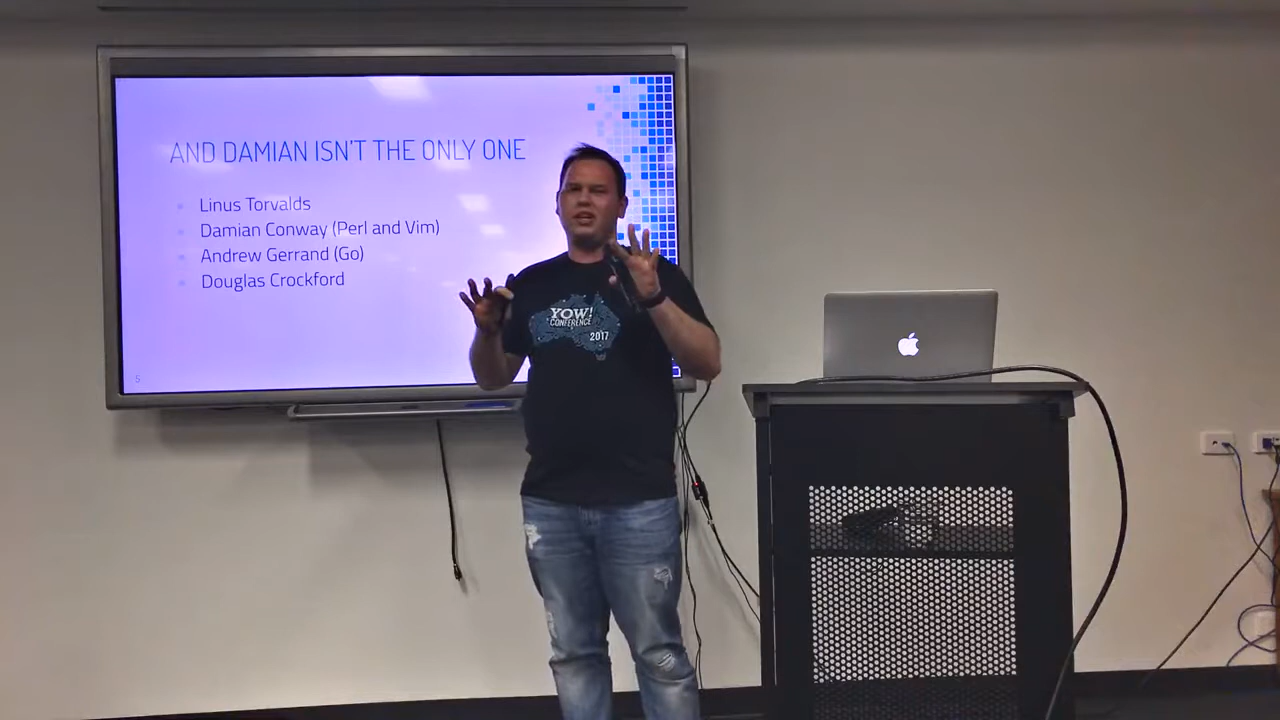 AND DAMIAN ISN'T THE ONLY ONE
Linus Torvalds
Damian Conway (Perl and Vim)
Andrew Gerrand (Go)
Douglas Crockford
5
YOW!
CONFERENCE
2017